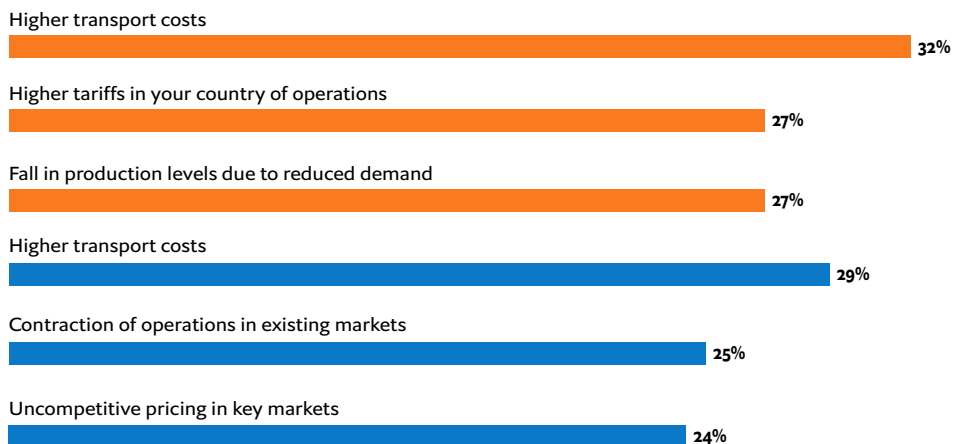 Higher transport costs
32%
Higher tariffs in your country of operations
27%
Fall in production levels due to reduced demand
27%
Higher transport costs
29%
Contraction of operations in existing markets
25%
Uncompetitive pricing in key markets
24%